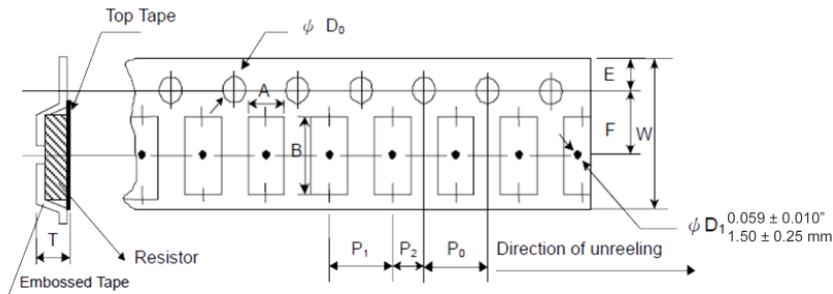 Top Tape
ϕ D₀
A
E
F
W
B
T
Resistor
Embossed Tape
P₁
P₂
P₀
Direction of unreeling
ϕ D₁ 0.059 ± 0.010"
1.50 ± 0.25 mm